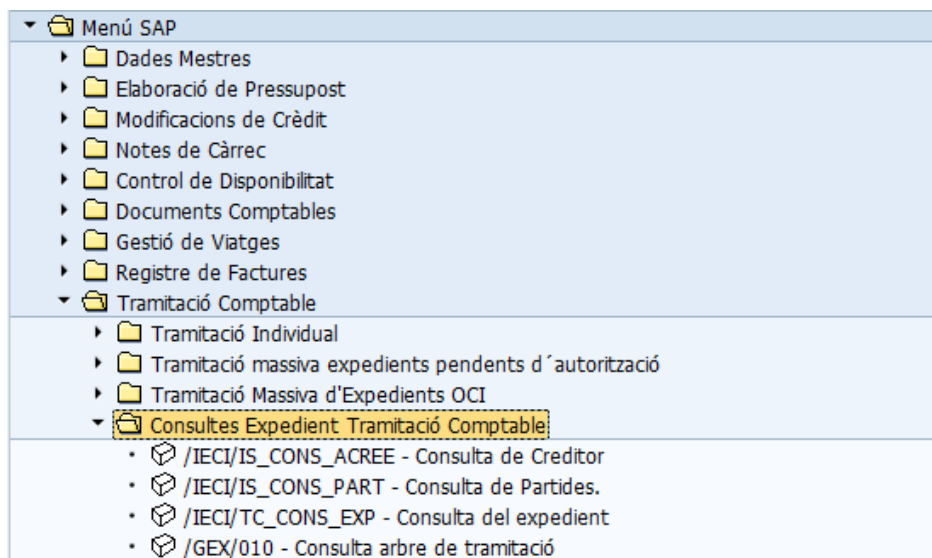 Menú SAP
Dades Mestres
Elaboració de Pressupost
Modificacions de Crèdit
Notes de Càrrec
Control de Disponibilitat
Documents Comptables
Gestió de Viatges
Registre de Factures
Tramitació Comptable
Tramitació Individual
Tramitació massiva expedients pendents d´autorització
Tramitació Massiva d'Expedients OCI
Consultes Expedient Tramitació Comptable
/IECI/IS_CONS_ACREE - Consulta de Creditor
/IECI/IS_CONS_PART - Consulta de Partides.
/IECI/TC_CONS_EXP - Consulta del expedient
/GEX/010 - Consulta arbre de tramitació